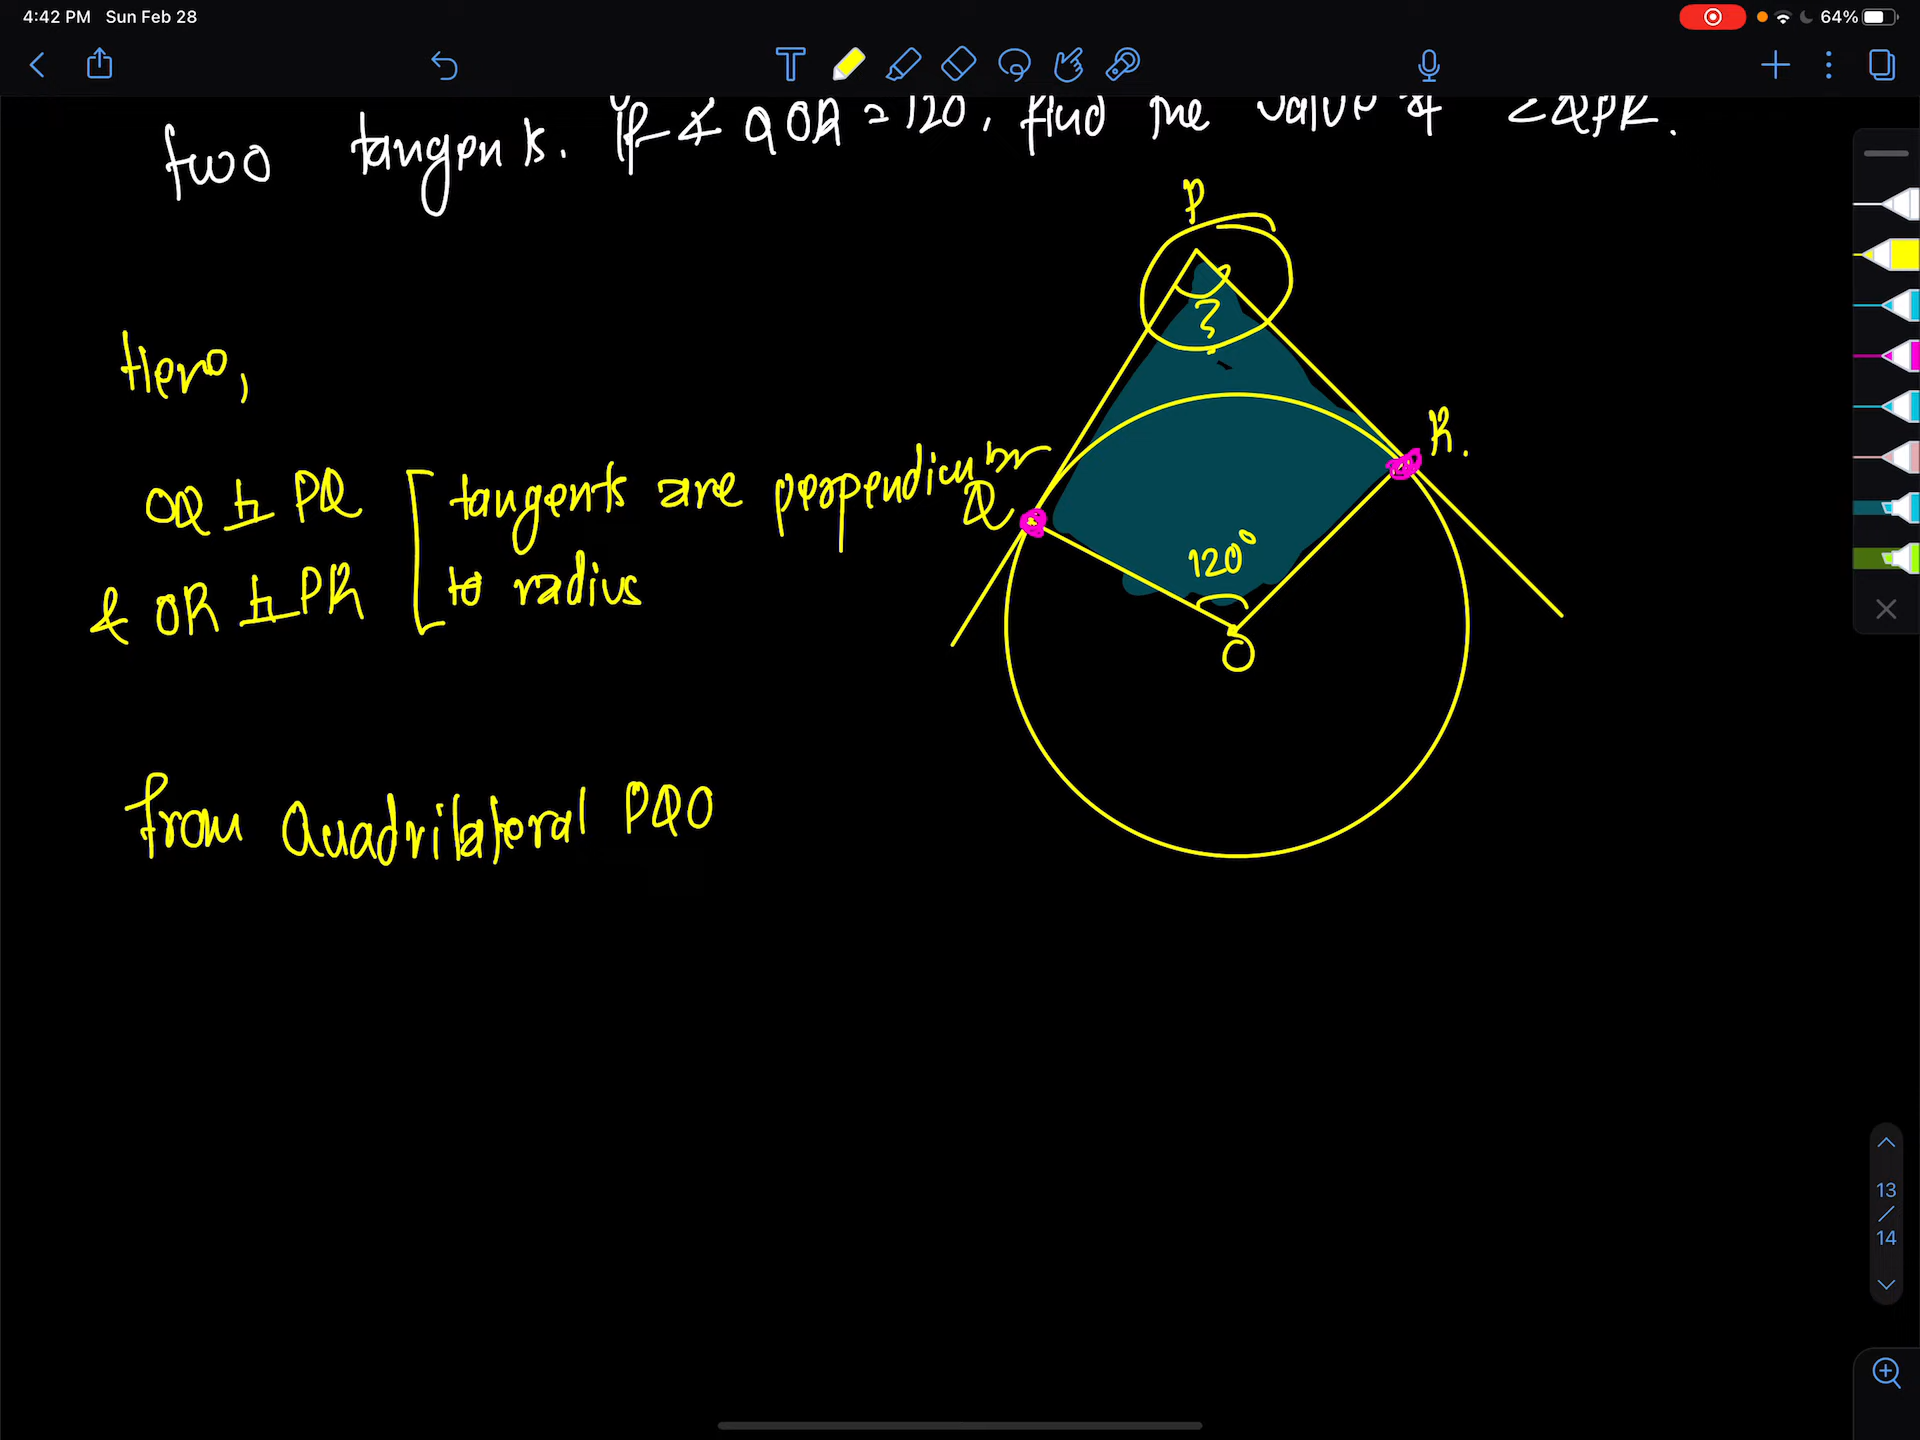 4:42 PM Sun Feb 28
64%
two tangents. If ∡ QOR = 120, find the value of <QPR.
P
?
Here,
R.
OQ ⊥ PQ [ tangents are perpendicular
Q
120°
& OR ⊥ PR [ to radius
O
from Quadrilateral PQO
13
/
14